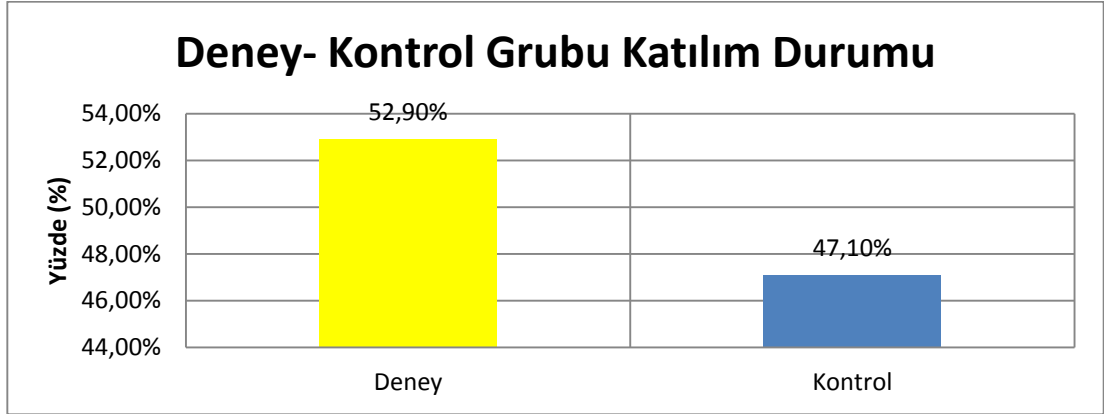 Deney- Kontrol Grubu Katılım Durumu
54,00%
52,00%
50,00%
48,00%
46,00%
44,00%
Yüzde (%)
52,90%
47,10%
Deney
Kontrol